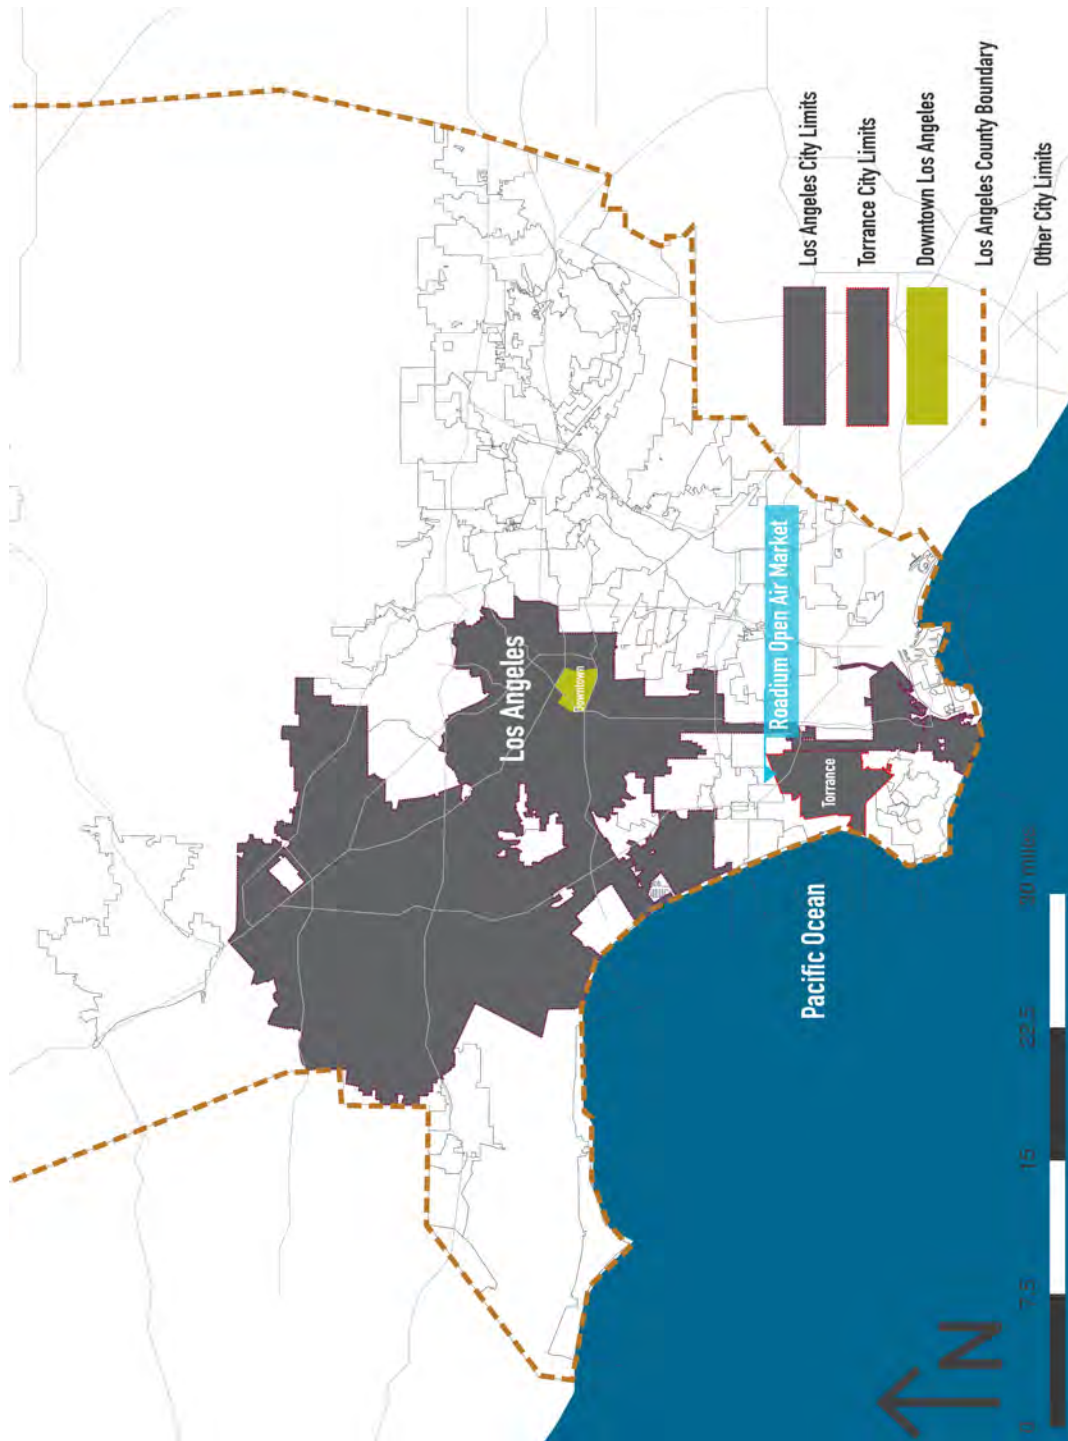 Los Angeles
Downtown
Roadium Open Air Market
Torrance
Pacific Ocean
Los Angeles City Limits
Torrance City Limits
Downtown Los Angeles
Los Angeles County Boundary
Other City Limits
N
0 7.5 15 22.5 30 miles